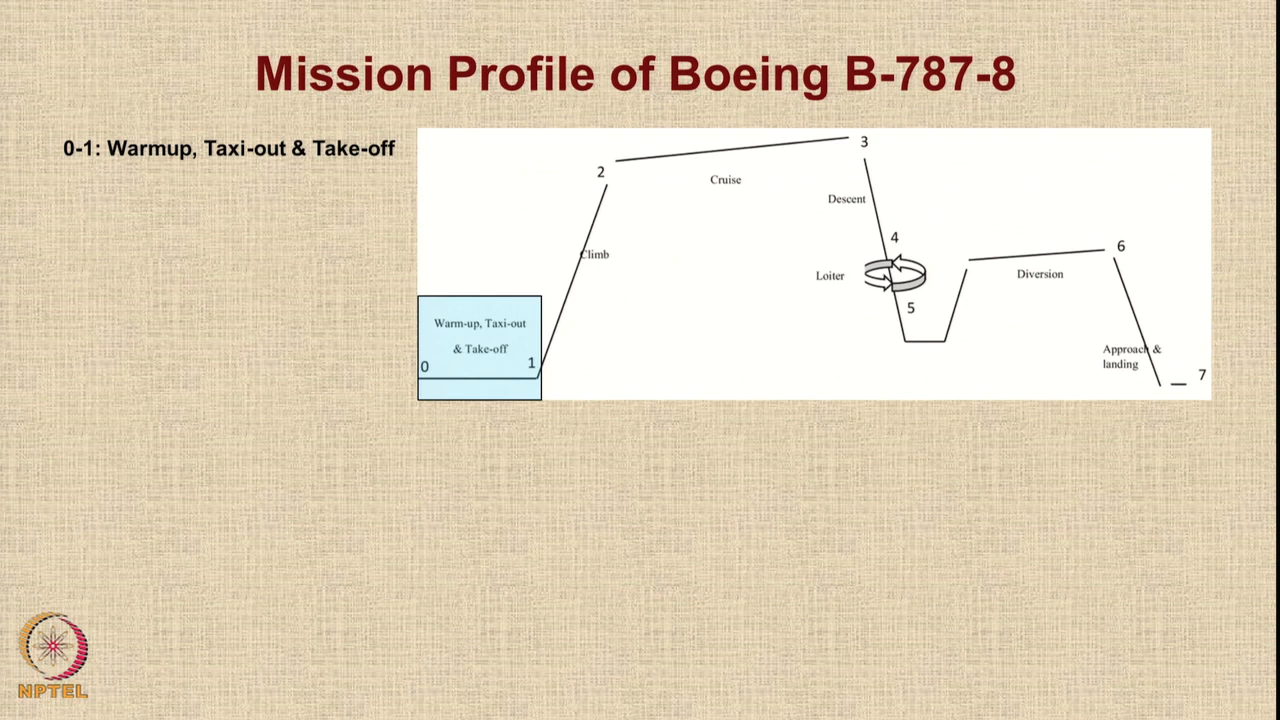 Mission Profile of Boeing B-787-8
0-1: Warmup, Taxi-out & Take-off
3
2
Cruise
Descent
4
6
Climb
Loiter
Diversion
5
Warm-up, Taxi-out
& Take-off
Approach &
landing
0
1
7
NPTEL